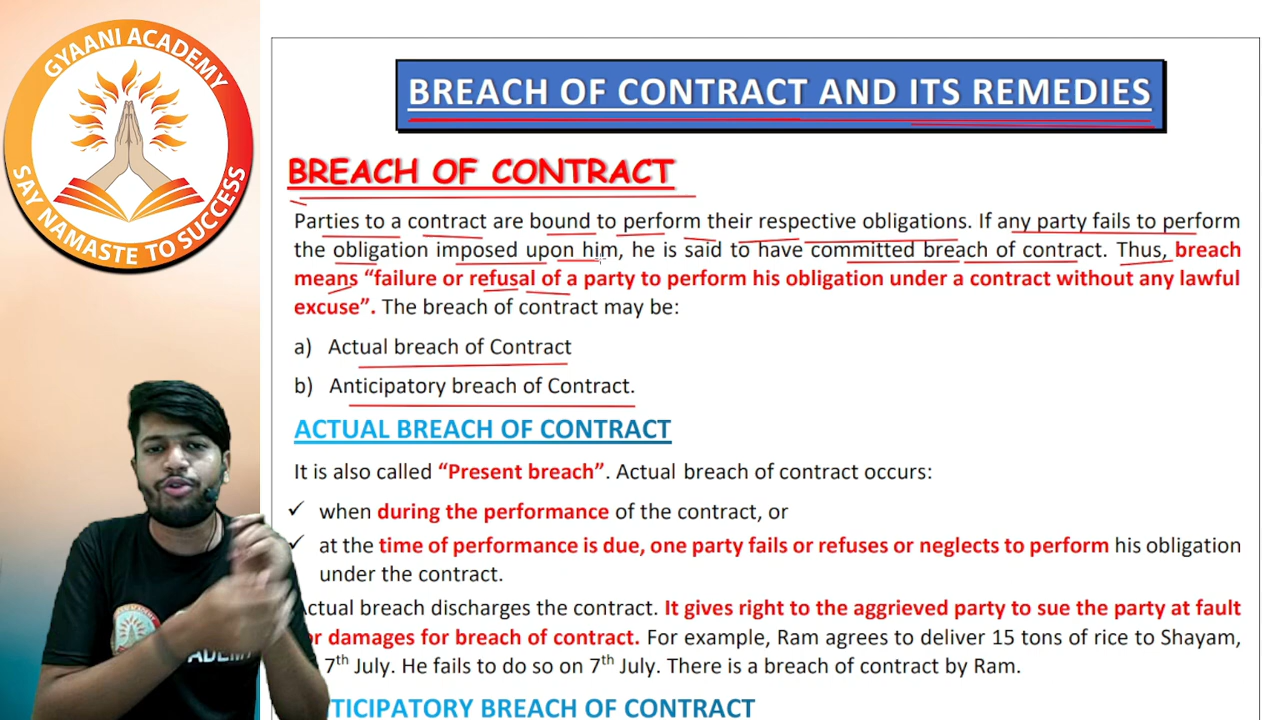 GYAANI ACADEMY
SAY NAMASTE TO SUCCESS
BREACH OF CONTRACT AND ITS REMEDIES
BREACH OF CONTRACT
Parties to a contract are bound to perform their respective obligations. If any party fails to perform
the obligation imposed upon him, he is said to have committed breach of contract. Thus, breach
means “failure or refusal of a party to perform his obligation under a contract without any lawful
excuse”. The breach of contract may be:
a) Actual breach of Contract
b) Anticipatory breach of Contract.
ACTUAL BREACH OF CONTRACT
It is also called “Present breach”. Actual breach of contract occurs:
✓ when during the performance of the contract, or
✓ at the time of performance is due, one party fails or refuses or neglects to perform his obligation
under the contract.
ctual breach discharges the contract. It gives right to the aggrieved party to sue the party at fault
r damages for breach of contract. For example, Ram agrees to deliver 15 tons of rice to Shayam,
7th July. He fails to do so on 7th July. There is a breach of contract by Ram.
TICIPATORY BREACH OF CONTRACT